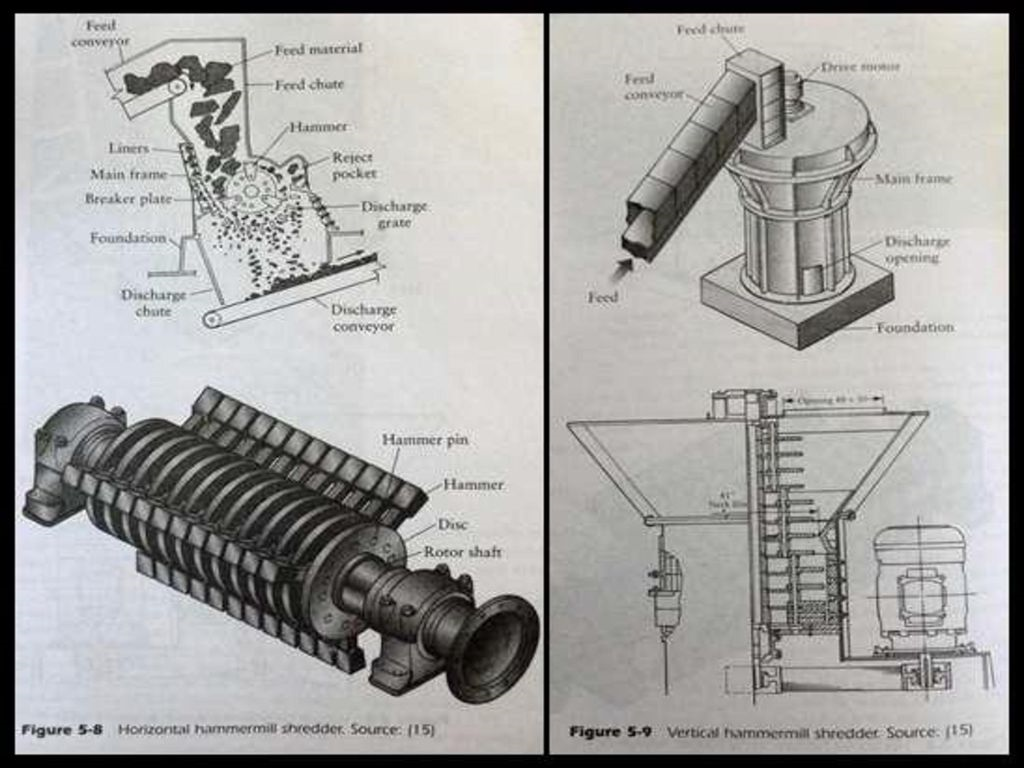 Feed
conveyor
Feed material
Feed chute
Hammer
Liners
Reject
pocket
Main frame
Breaker plate
Discharge
grate
Foundation
Discharge
chute
Discharge
conveyor
Hammer pin
Hammer
Disc
Rotor shaft
Figure 5-8 Horizontal hammermill shredder. Source: (15)
Feed chute
Drive motor
Feed
conveyor
Main frame
Discharge
opening
Feed
Foundation
Opening
41"
Figure 5-9 Vertical hammermill shredder. Source: (15)